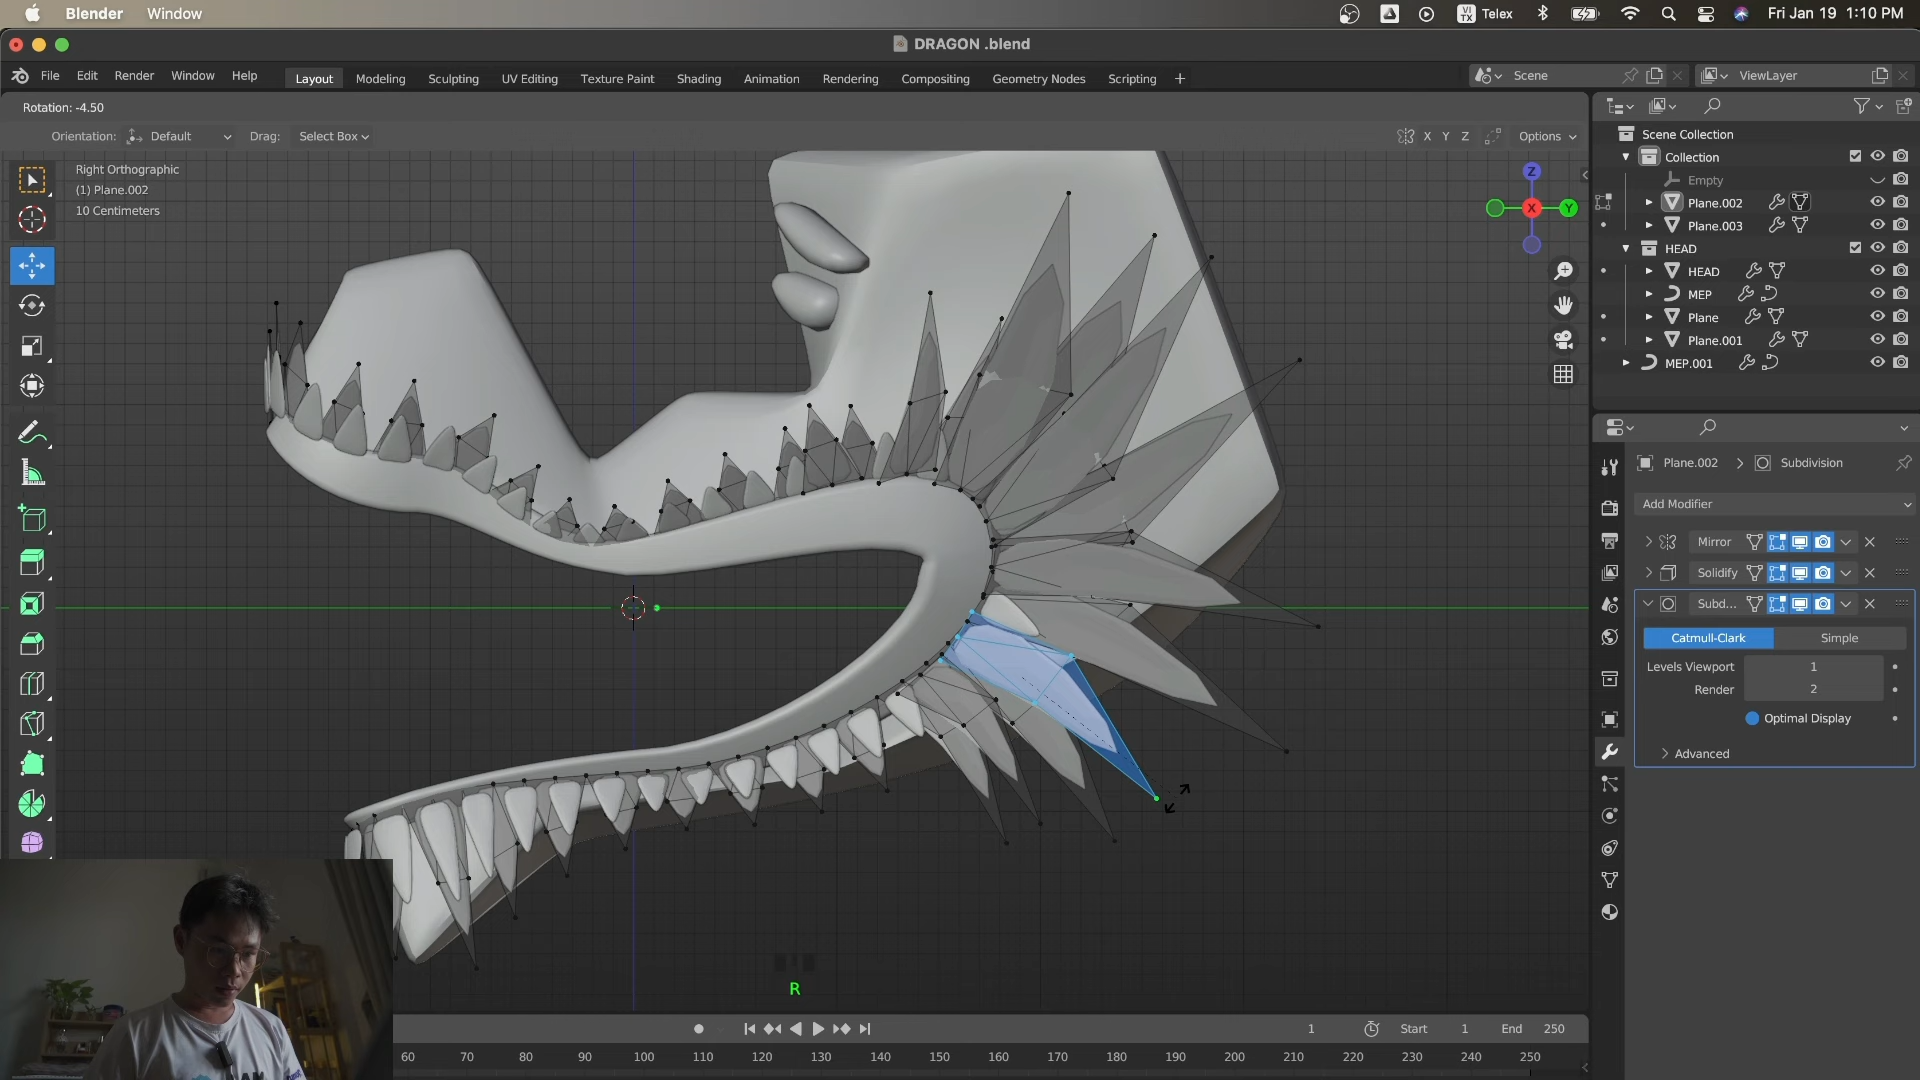 Blender Window
VI TX Telex Fri Jan 19 1:10 PM
DRAGON .blend
File Edit Render Window Help
Layout Modeling Sculpting UV Editing Texture Paint Shading Animation Rendering Compositing Geometry Nodes Scripting
Scene
ViewLayer
Rotation: -4.50
Orientation: Default Drag: Select Box
X Y Z Options
Right Orthographic
(1) Plane.002
10 Centimeters
Z
X
Y
Scene Collection
Collection
Empty
Plane.002
Plane.003
HEAD
HEAD
MEP
Plane
Plane.001
MEP.001
Plane.002 Subdivision
Add Modifier
Mirror
Solidify
Subd...
Catmull-Clark Simple
Levels Viewport 1
Render 2
Optimal Display
Advanced
R
1 Start 1 End 250
60 70 80 90 100 110 120 130 140 150 160 170 180 190 200 210 220 230 240 250